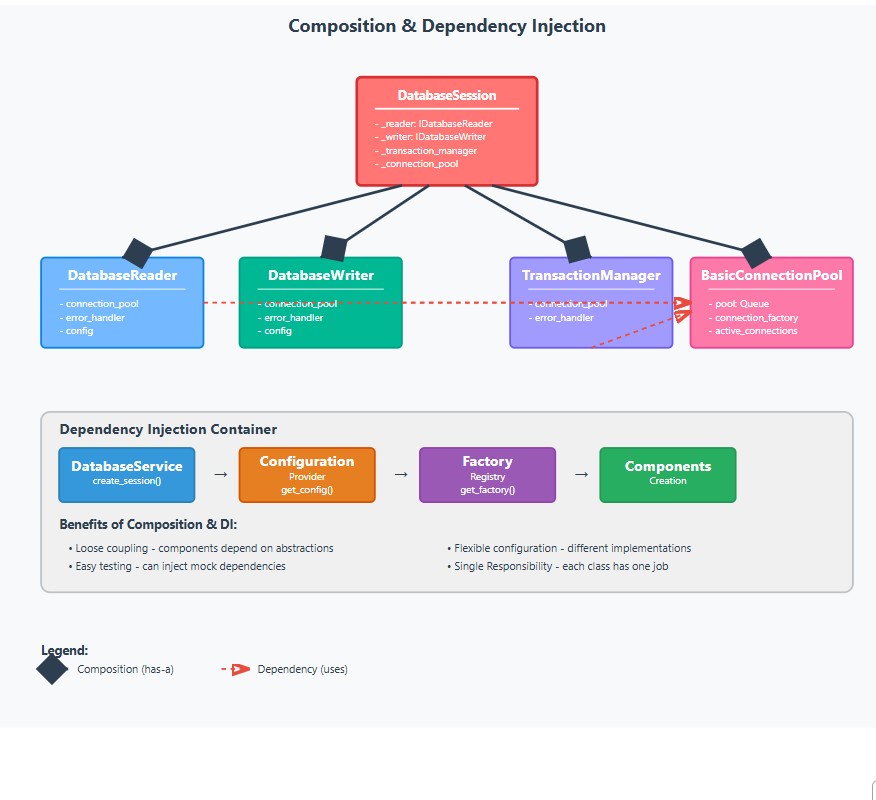 Composition & Dependency Injection
DatabaseSession
- _reader: IDatabaseReader
- _writer: IDatabaseWriter
- _transaction_manager
- _connection_pool
DatabaseReader
- connection_pool
- error_handler
- config
DatabaseWriter
- connection_pool
- error_handler
- config
TransactionManager
- connection_pool
- error_handler
BasicConnectionPool
- pool: Queue
- connection_factory
- active_connections
Dependency Injection Container
DatabaseService
create_session()
→
Configuration
Provider
get_config()
→
Factory
Registry
get_factory()
→
Components
Creation
Benefits of Composition & DI:
• Loose coupling - components depend on abstractions
• Easy testing - can inject mock dependencies
• Flexible configuration - different implementations
• Single Responsibility - each class has one job
Legend:
Composition (has-a)
Dependency (uses)